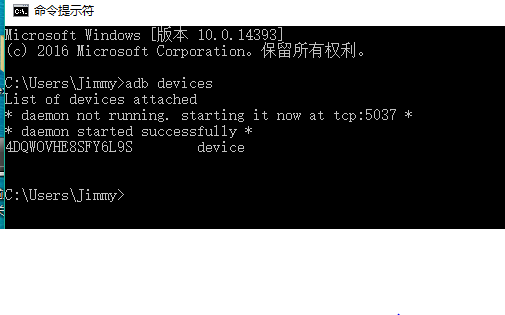 命令提示符
Microsoft Windows [版本 10.0.14393]
(c) 2016 Microsoft Corporation。保留所有权利。
C:\Users\Jimmy>adb devices
List of devices attached
* daemon not running. starting it now at tcp:5037 *
* daemon started successfully *
4DQWOVHE8SFY6L9S device
C:\Users\Jimmy>